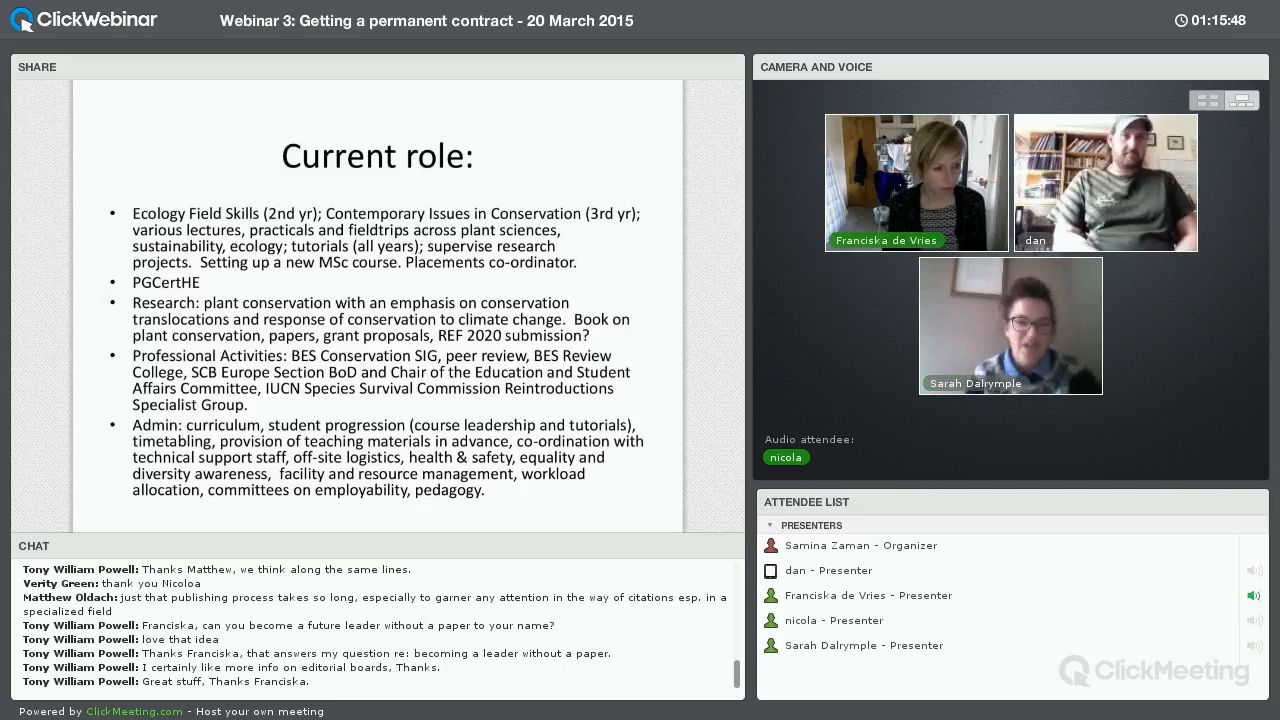 ClickWebinar
Webinar 3: Getting a permanent contract - 20 March 2015
01:15:48
SHARE
Current role:
• Ecology Field Skills (2nd yr); Contemporary Issues in Conservation (3rd yr);
various lectures, practicals and fieldtrips across plant sciences,
sustainability, ecology; tutorials (all years); supervise research
projects.  Setting up a new MSc course. Placements co-ordinator.
• PGCertHE
• Research: plant conservation with an emphasis on conservation
translocations and response of conservation to climate change.  Book on
plant conservation, papers, grant proposals, REF 2020 submission?
• Professional Activities: BES Conservation SIG, peer review, BES Review
College, SCB Europe Section BoD and Chair of the Education and Student
Affairs Committee, IUCN Species Survival Commission Reintroductions
Specialist Group.
• Admin: curriculum, student progression (course leadership and tutorials),
timetabling, provision of teaching materials in advance, co-ordination with
technical support staff, off-site logistics, health & safety, equality and
diversity awareness,  facility and resource management, workload
allocation, committees on employability, pedagogy.
CHAT
Tony William Powell: Thanks Matthew, we think along the same lines.
Verity Green: thank you Nicoloa
Matthew Oldach: just that publishing process takes so long, especially to garner any attention in the way of citations esp. in a
specialized field
Tony William Powell: Franciska, can you become a future leader without a paper to your name?
Tony William Powell: love that idea
Tony William Powell: Thanks Franciska, that answers my question re: becoming a leader without a paper.
Tony William Powell: I certainly like more info on editorial boards, Thanks.
Tony William Powell: Great stuff, Thanks Franciska.
CAMERA AND VOICE
Franciska de Vries
dan
Sarah Dalrymple
Audio attendee:
nicola
ATTENDEE LIST
PRESENTERS
Samina Zaman - Organizer
dan - Presenter
Franciska de Vries - Presenter
nicola - Presenter
Sarah Dalrymple - Presenter
ClickMeeting
Powered by ClickMeeting.com - Host your own meeting